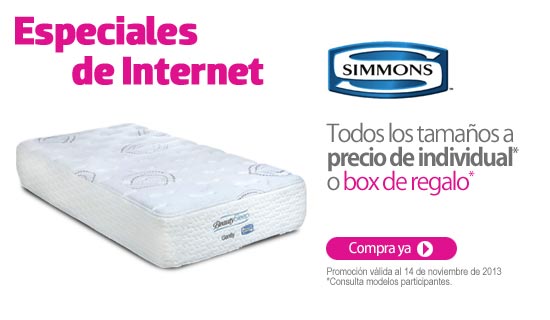 Especiales
de Internet
SIMMONS
Todos los tamaños a
precio de individual*
o box de regalo*
BeautySleep
Compra ya
Promoción válida al 14 de noviembre de 2013
*Consulta modelos participantes.